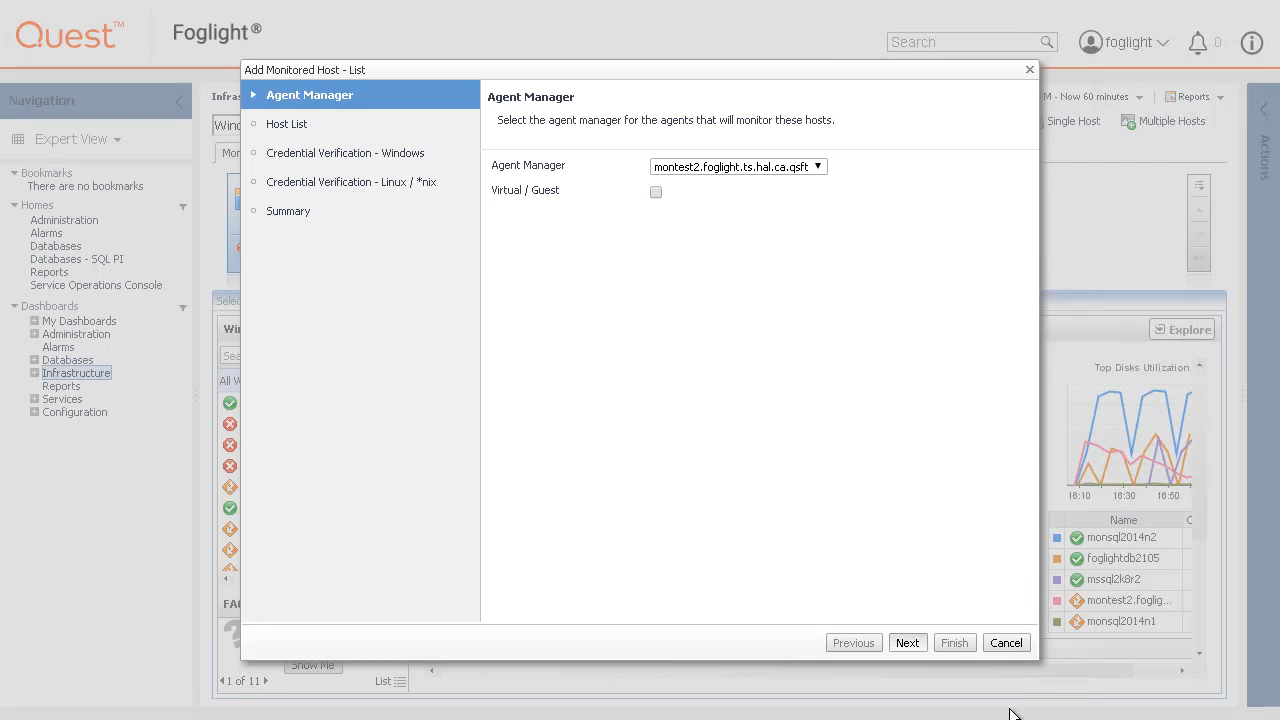 Quest™
Foglight®
Search
foglight
0
Add Monitored Host - List
Navigation
Expert View
Bookmarks
There are no bookmarks
Homes
Administration
Alarms
Databases
Databases - SQL PI
Reports
Service Operations Console
Dashboards
My Dashboards
Administration
Alarms
Databases
Infrastructure
Reports
Services
Configuration
Agent Manager
Host List
Credential Verification - Windows
Credential Verification - Linux / *nix
Summary
Agent Manager
Select the agent manager for the agents that will monitor these hosts.
Agent Manager
montest2.foglight.ts.hal.ca.qsft
Virtual / Guest
Previous
Next
Finish
Cancel
M - Now 60 minutes
Reports
Single Host
Multiple Hosts
Actions
Explore
Top Disks Utilization
16:10 16:30 16:50
Name
monsql2014n2
foglightdb2105
mssql2k8r2
montest2.foglig...
monsql2014n1
Show Me
1 of 11
List